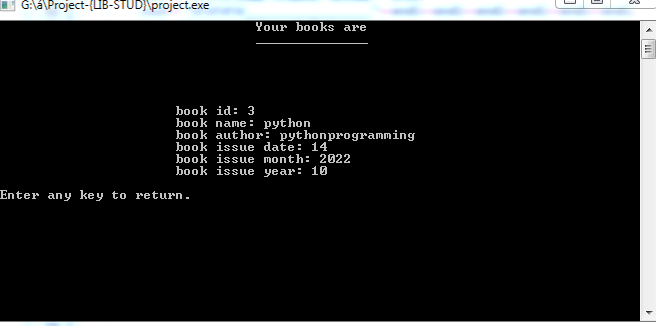 G:\á\Project-{LIB-STUD}\project.exe
Your books are
book id: 3
book name: python
book author: pythonprogramming
book issue date: 14
book issue month: 2022
book issue year: 10
Enter any key to return.